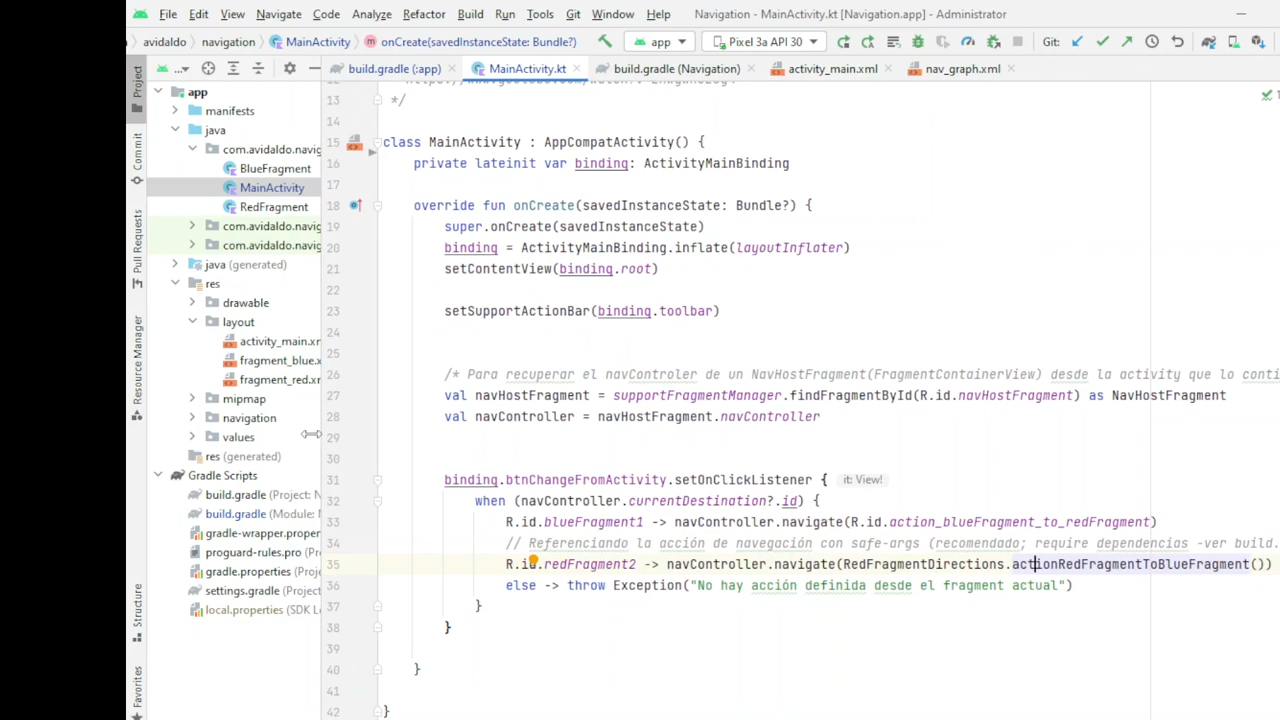 File Edit View Navigate Code Analyze Refactor Build Run Tools Git Window Help Navigation - MainActivity.kt [Navigation.app] - Administrator
avidaldo navigation MainActivity onCreate(savedInstanceState: Bundle?) app Pixel 3a API 30 Git:
Project
Commit
Pull Requests
Resource Manager
Structure
Favorites
...
build.gradle (:app) MainActivity.kt build.gradle (Navigation) activity_main.xml nav_graph.xml
app
manifests
java
com.avidaldo.navig
BlueFragment
MainActivity
RedFragment
com.avidaldo.navig
com.avidaldo.navig
java (generated)
res
drawable
layout
activity_main.xm
fragment_blue.x
fragment_red.xm
mipmap
navigation
values
res (generated)
Gradle Scripts
build.gradle (Project: N
build.gradle (Module: N
gradle-wrapper.proper
proguard-rules.pro (
gradle.properties (
settings.gradle (
local.properties (SDK L
13 */
14
15 class MainActivity : AppCompatActivity() {
16 private lateinit var binding: ActivityMainBinding
17
18 override fun onCreate(savedInstanceState: Bundle?) {
19 super.onCreate(savedInstanceState)
20 binding = ActivityMainBinding.inflate(layoutInflater)
21 setContentView(binding.root)
22
23 setSupportActionBar(binding.toolbar)
24
25
26 /* Para recuperar el navControler de un NavHostFragment(FragmentContainerView) desde la activity que lo conti
27 val navHostFragment = supportFragmentManager.findFragmentById(R.id.navHostFragment) as NavHostFragment
28 val navController = navHostFragment.navController
29
30
31 binding.btnChangeFromActivity.setOnClickListener { it: View!
32 when (navController.currentDestination?.id) {
33 R.id.blueFragment1 -> navController.navigate(R.id.action_blueFragment_to_redFragment)
34 // Referenciando la acción de navegación con safe-args (recomendado; require dependencias -ver build.
35 R.id.redFragment2 -> navController.navigate(RedFragmentDirections.actionRedFragmentToBlueFragment())
36 else -> throw Exception("No hay acción definida desde el fragment actual")
37 }
38 }
39
40 }
41
42 }